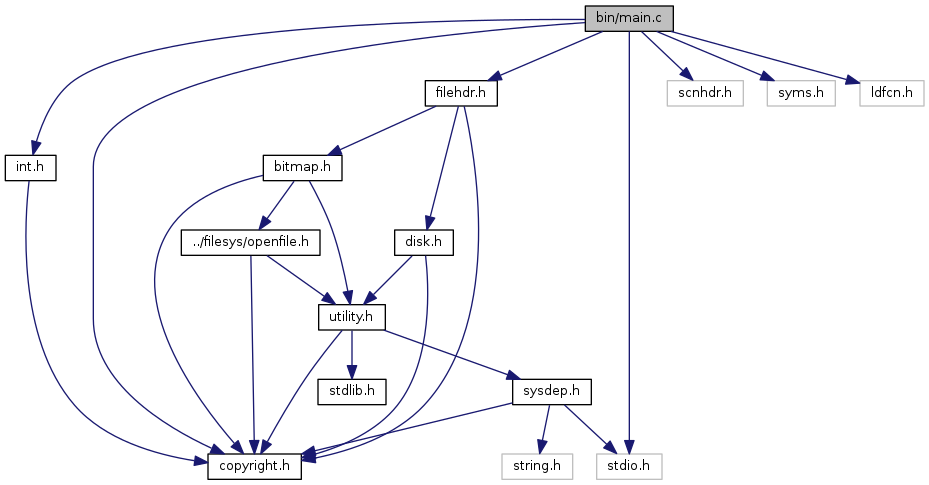 bin/main.c
filehdr.h
scnhdr.h
syms.h
ldfcn.h
int.h
bitmap.h
../filesys/openfile.h
disk.h
utility.h
stdlib.h
sysdep.h
copyright.h
string.h
stdio.h